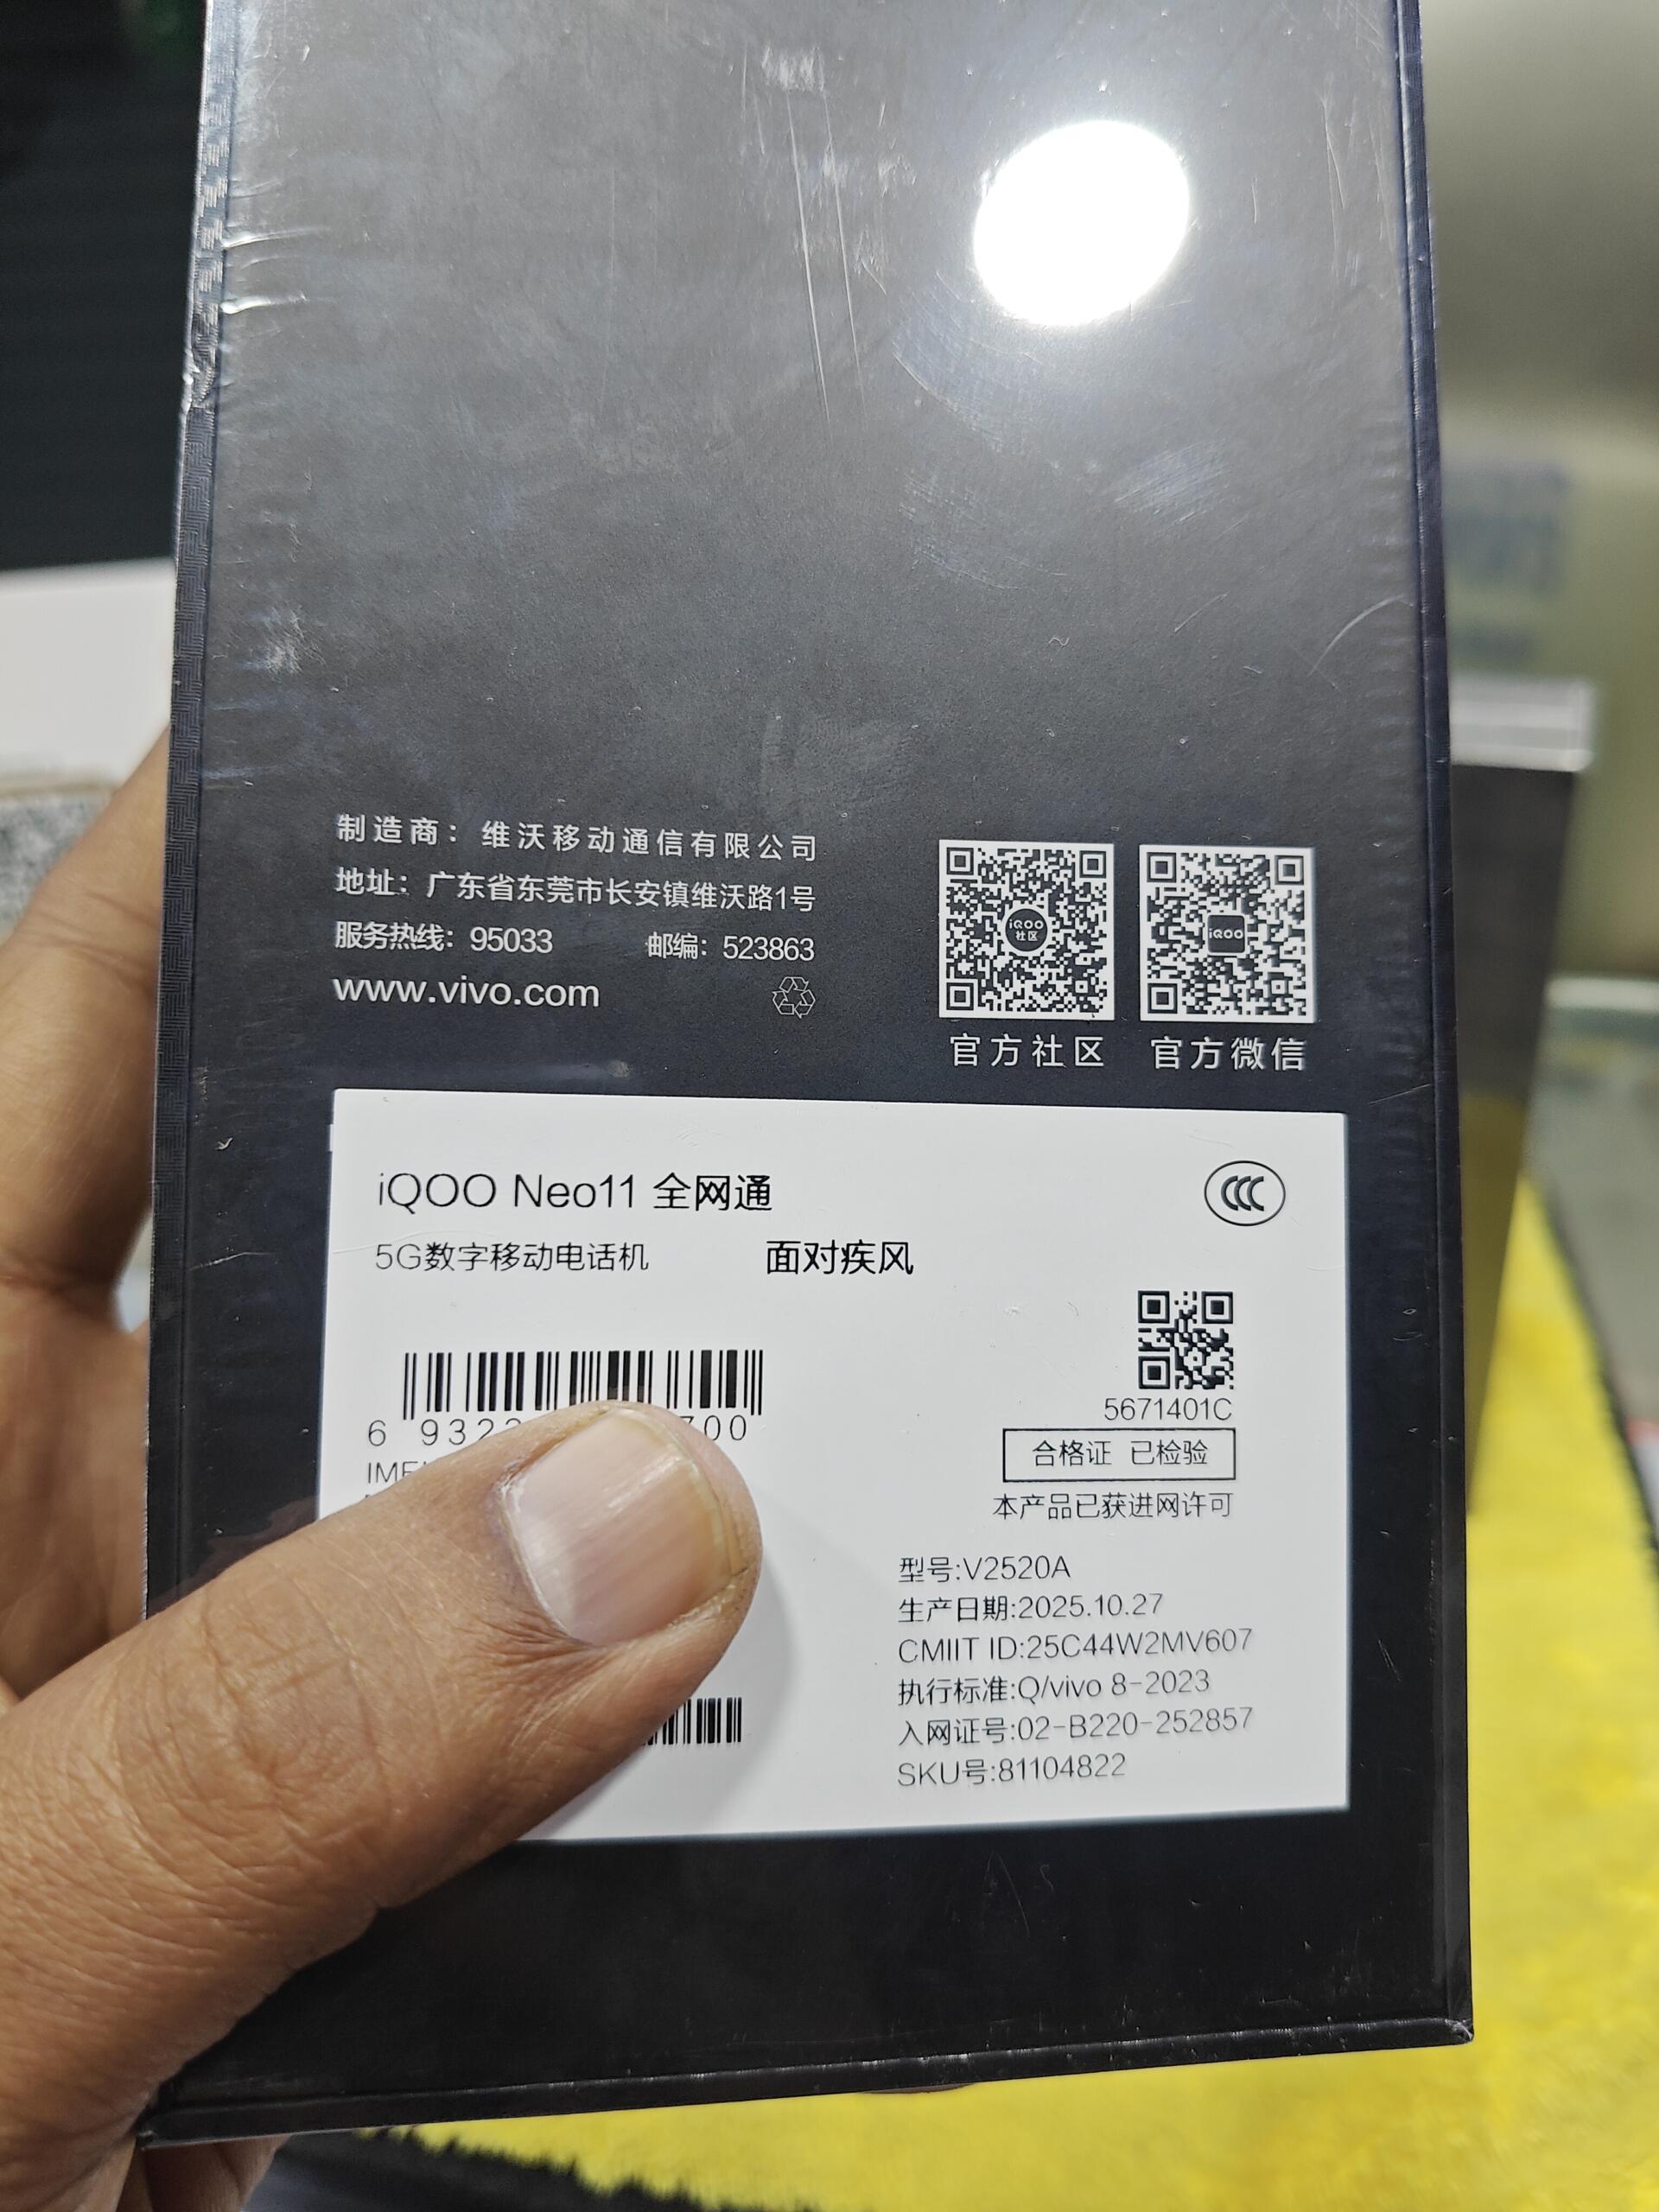 制造商：维沃移动通信有限公司
地址：广东省东莞市长安镇维沃路1号
服务热线：95033 邮编：523863
www.vivo.com
iQOO
社区
iQOO
官方社区 官方微信
iQOO Neo11 全网通
CCC
5G数字移动电话机 面对疾风
5671401C
合格证 已检验
本产品已获进网许可
型号:V2520A
生产日期:2025.10.27
CMIIT ID:25C44W2MV607
执行标准:Q/vivo 8-2023
入网证号:02-B220-252857
SKU号:81104822